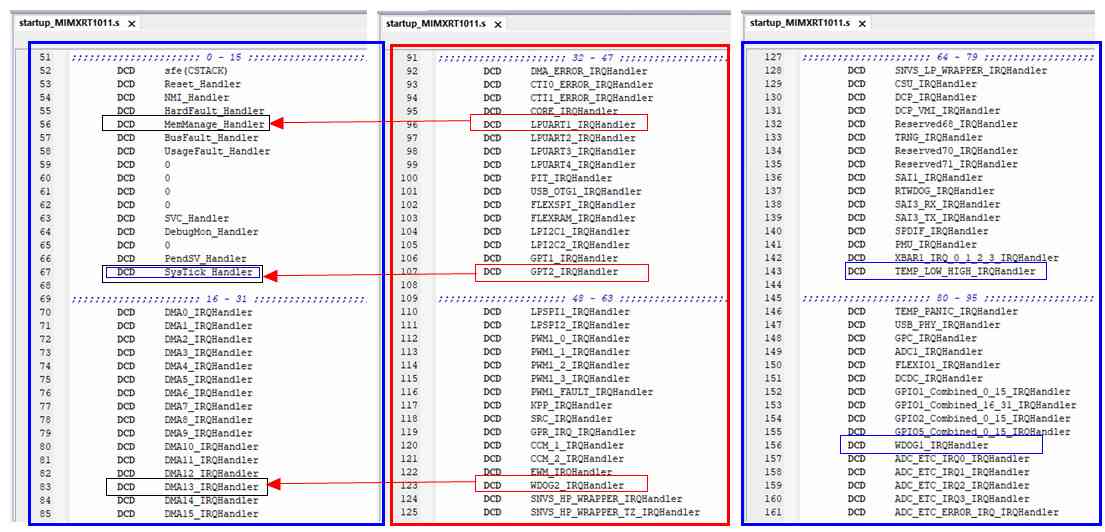 startup_MIMXRT1011.s ×
51 ;;;;;;;;;;;;;;;;;;;;;;; 0 - 15 ;;;;;;;;;;;;;;;;;;;;;;;
52 DCD sfe(CSTACK)
53 DCD Reset_Handler
54 DCD NMI_Handler
55 DCD HardFault_Handler
56 DCD MemManage_Handler
57 DCD BusFault_Handler
58 DCD UsageFault_Handler
59 DCD 0
60 DCD 0
61 DCD 0
62 DCD 0
63 DCD SVC_Handler
64 DCD DebugMon_Handler
65 DCD 0
66 DCD PendSV_Handler
67 DCD SysTick_Handler
68
69 ;;;;;;;;;;;;;;;;;;;;;;; 16 - 31 ;;;;;;;;;;;;;;;;;;;;;;;
70 DCD DMA0_IRQHandler
71 DCD DMA1_IRQHandler
72 DCD DMA2_IRQHandler
73 DCD DMA3_IRQHandler
74 DCD DMA4_IRQHandler
75 DCD DMA5_IRQHandler
76 DCD DMA6_IRQHandler
77 DCD DMA7_IRQHandler
78 DCD DMA8_IRQHandler
79 DCD DMA9_IRQHandler
80 DCD DMA10_IRQHandler
81 DCD DMA11_IRQHandler
82 DCD DMA12_IRQHandler
83 DCD DMA13_IRQHandler
84 DCD DMA14_IRQHandler
85 DCD DMA15_IRQHandler
startup_MIMXRT1011.s ×
91 ;;;;;;;;;;;;;;;;;;;;;;; 32 - 47 ;;;;;;;;;;;;;;;;;;;;;;;
92 DCD DMA_ERROR_IRQHandler
93 DCD CTI0_ERROR_IRQHandler
94 DCD CTI1_ERROR_IRQHandler
95 DCD CORE_IRQHandler
96 DCD LPUART1_IRQHandler
97 DCD LPUART2_IRQHandler
98 DCD LPUART3_IRQHandler
99 DCD LPUART4_IRQHandler
100 DCD PIT_IRQHandler
101 DCD USB_OTG1_IRQHandler
102 DCD FLEXSPI_IRQHandler
103 DCD FLEXRAM_IRQHandler
104 DCD LPI2C1_IRQHandler
105 DCD LPI2C2_IRQHandler
106 DCD GPT1_IRQHandler
107 DCD GPT2_IRQHandler
108
109 ;;;;;;;;;;;;;;;;;;;;;;; 48 - 63 ;;;;;;;;;;;;;;;;;;;;;;;
110 DCD LPSPI1_IRQHandler
111 DCD LPSPI2_IRQHandler
112 DCD PWM1_0_IRQHandler
113 DCD PWM1_1_IRQHandler
114 DCD PWM1_2_IRQHandler
115 DCD PWM1_3_IRQHandler
116 DCD PWM1_FAULT_IRQHandler
117 DCD KPP_IRQHandler
118 DCD SRC_IRQHandler
119 DCD GPR_IRQ_IRQHandler
120 DCD CCM_1_IRQHandler
121 DCD CCM_2_IRQHandler
122 DCD EWM_IRQHandler
123 DCD WDOG2_IRQHandler
124 DCD SNVS_HP_WRAPPER_IRQHandler
125 DCD SNVS_HP_WRAPPER_TZ_IRQHandler
startup_MIMXRT1011.s ×
127 ;;;;;;;;;;;;;;;;;;;;;;; 64 - 79 ;;;;;;;;;;;;;;;;;;;;;;;
128 DCD SNVS_LP_WRAPPER_IRQHandler
129 DCD CSU_IRQHandler
130 DCD DCP_IRQHandler
131 DCD DCP_VMI_IRQHandler
132 DCD Reserved68_IRQHandler
133 DCD TRNG_IRQHandler
134 DCD Reserved70_IRQHandler
135 DCD Reserved71_IRQHandler
136 DCD SAI1_IRQHandler
137 DCD RTWDOG_IRQHandler
138 DCD SAI3_RX_IRQHandler
139 DCD SAI3_TX_IRQHandler
140 DCD SPDIF_IRQHandler
141 DCD PMU_IRQHandler
142 DCD XBAR1_IRQ_0_1_2_3_IRQHandler
143 DCD TEMP_LOW_HIGH_IRQHandler
144
145 ;;;;;;;;;;;;;;;;;;;;;;; 80 - 95 ;;;;;;;;;;;;;;;;;;;;;;;
146 DCD TEMP_PANIC_IRQHandler
147 DCD USB_PHY_IRQHandler
148 DCD GPC_IRQHandler
149 DCD ADC1_IRQHandler
150 DCD FLEXIO1_IRQHandler
151 DCD DCDC_IRQHandler
152 DCD GPIO1_Combined_0_15_IRQHandler
153 DCD GPIO1_Combined_16_31_IRQHandler
154 DCD GPIO2_Combined_0_15_IRQHandler
155 DCD GPIO5_Combined_0_15_IRQHandler
156 DCD WDOG1_IRQHandler
157 DCD ADC_ETC_IRQ0_IRQHandler
158 DCD ADC_ETC_IRQ1_IRQHandler
159 DCD ADC_ETC_IRQ2_IRQHandler
160 DCD ADC_ETC_IRQ3_IRQHandler
161 DCD ADC_ETC_ERROR_IRQ_IRQHandler